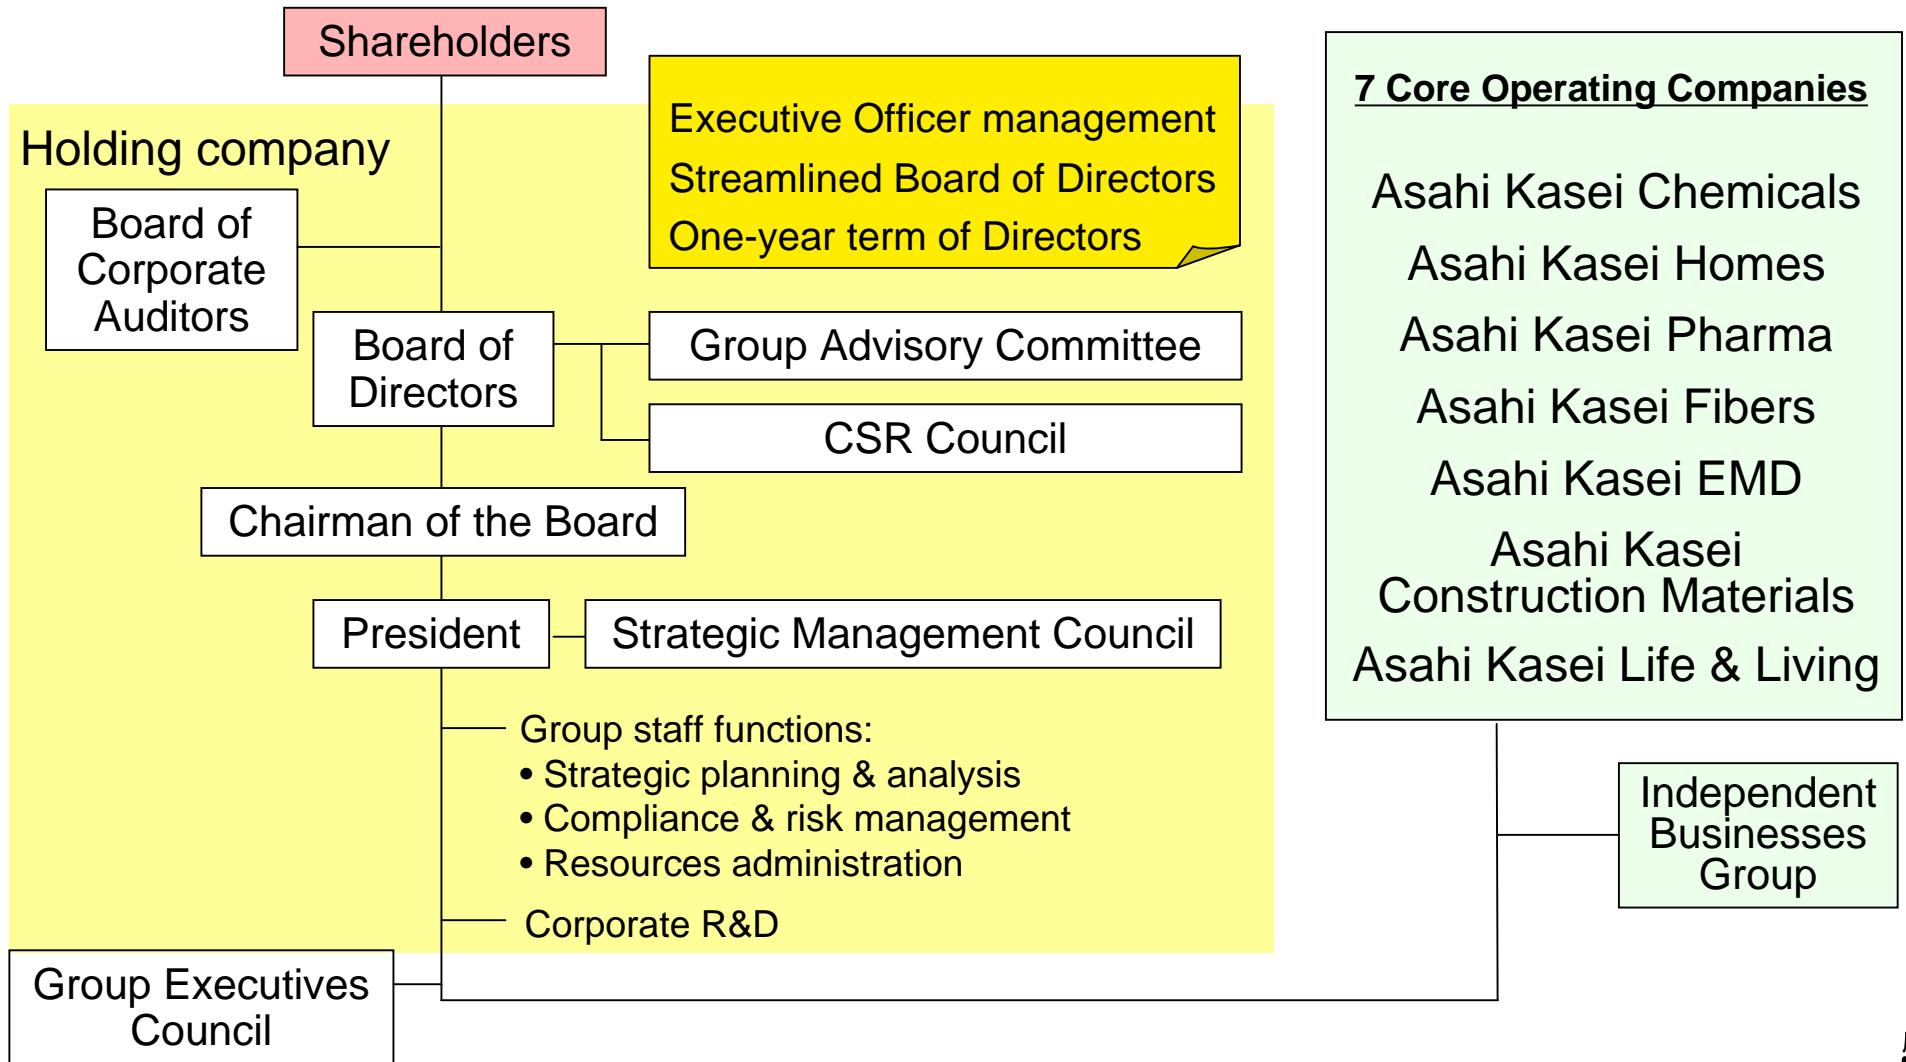 Shareholders
Holding company
Executive Officer management
Streamlined Board of Directors
One-year term of Directors
Board of
Corporate
Auditors
Board of
Directors
Group Advisory Committee
CSR Council
Chairman of the Board
President
Strategic Management Council
Group staff functions:
• Strategic planning & analysis
• Compliance & risk management
• Resources administration
Corporate R&D
Group Executives
Council
7 Core Operating Companies
Asahi Kasei Chemicals
Asahi Kasei Homes
Asahi Kasei Pharma
Asahi Kasei Fibers
Asahi Kasei EMD
Asahi Kasei
Construction Materials
Asahi Kasei Life & Living
Independent
Businesses
Group